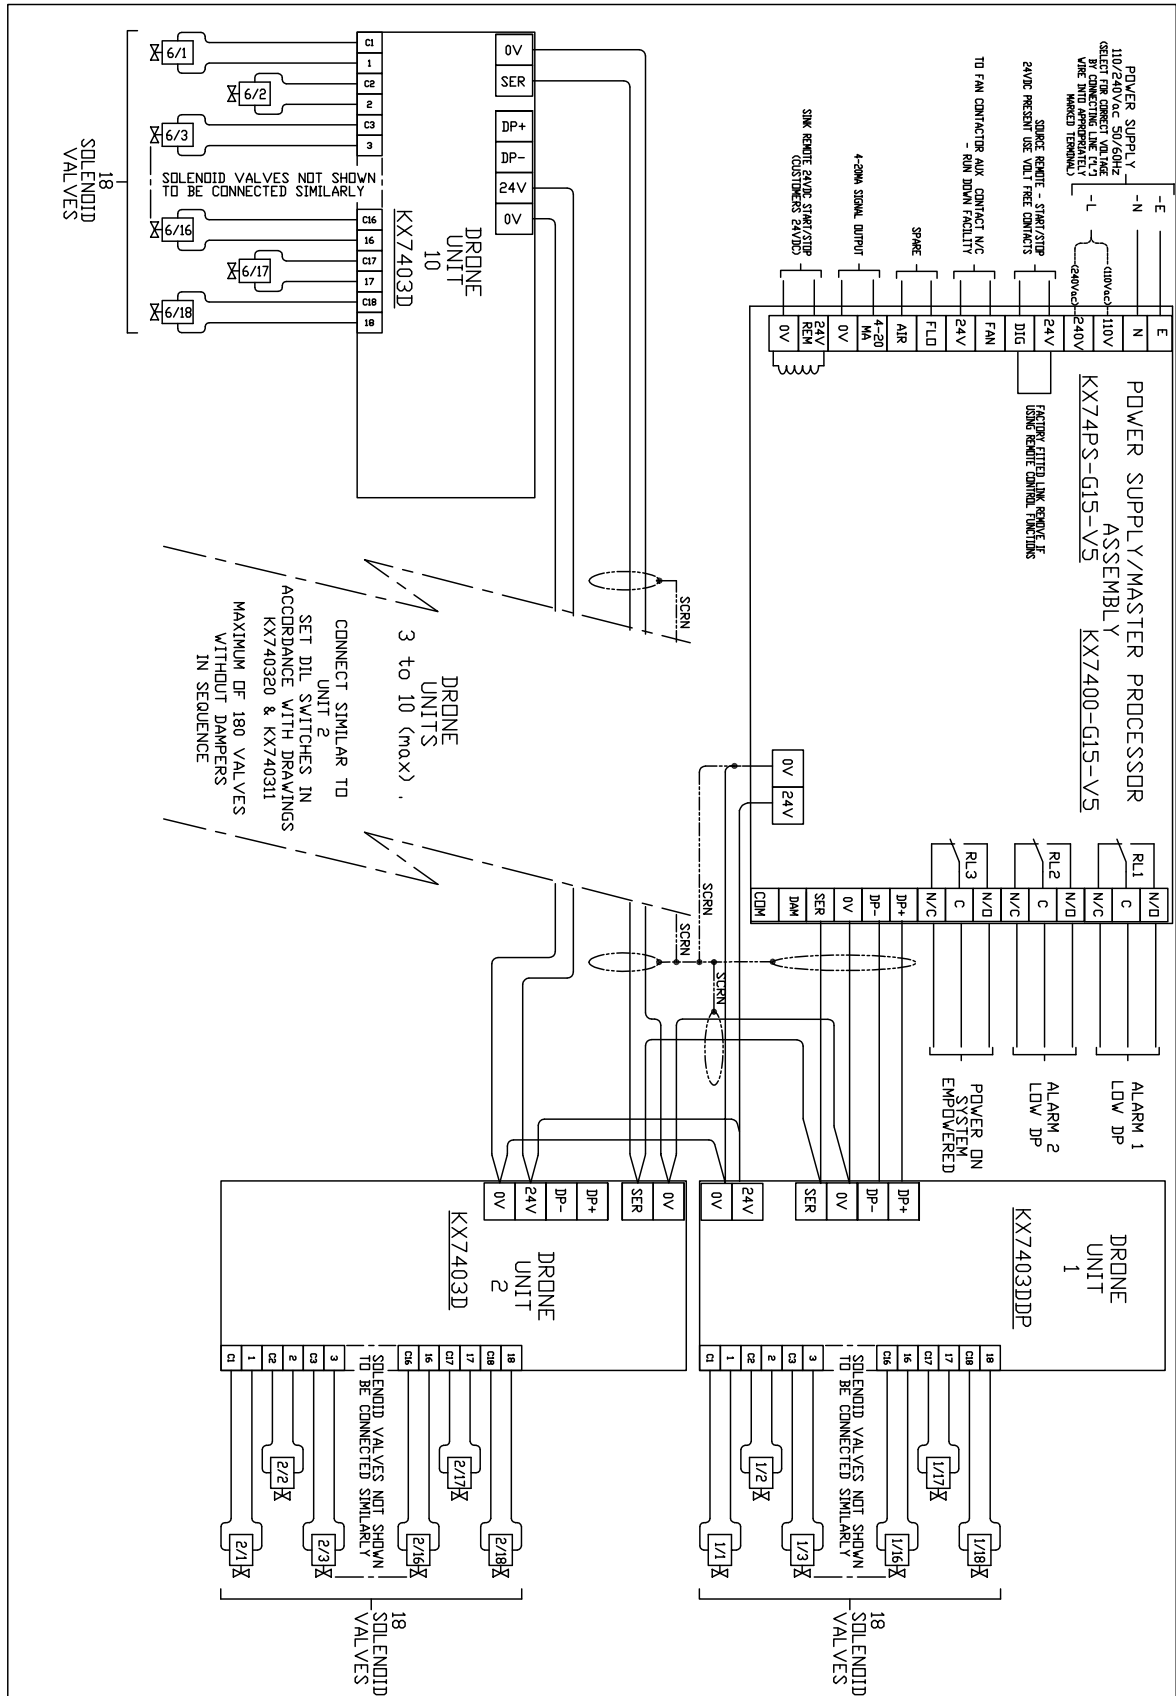 POWER SUPPLY
110/240Vac 50/60Hz
(SELECT FOR CORRECT VOLTAGE
BY CONNECTING LINE ['L']
WIRE INTO APPROPRIATELY
MARKED TERMINAL)
-E
-N
-L
(110Vac)
(240Vac)
SOURCE REMOTE - START/STOP
24VDC PRESENT USE VOLT FREE CONTACTS
TO FAN CONTACTOR AUX. CONTACT N/C
- RUN DOWN FACILITY
SPARE
4-20MA SIGNAL OUTPUT
SINK REMOTE 24VDC START/STOP
(CUSTOMERS 24VDC)
E
N
110V
240V
24V
DIG
FAN
24V
FLO
AIR
4-20
MA
0V
24V
REM
0V
FACTORY FITTED LINK REMOVE IF
USING REMOTE CONTROL FUNCTIONS
POWER SUPPLY/MASTER PROCESSOR
ASSEMBLY
KX74PS-G15-V5
KX7400-G15-V5
0V
24V
RL1
RL2
RL3
N/O
C
N/C
N/O
C
N/C
N/O
C
N/C
DP+
DP-
0V
SER
DAM
COM
ALARM 1
LOW DP
ALARM 2
LOW DP
POWER ON
SYSTEM
EMPOWERED
SCRN
SCRN
SCRN
SCRN
DRONE
UNIT
1
KX7403DDP
DP+
DP-
0V
SER
24V
0V
18
C18
17
C17
16
C16
3
C3
2
C2
1
C1
SOLENOID VALVES NOT SHOWN
TO BE CONNECTED SIMILARLY
1/18
1/17
1/16
1/3
1/2
1/1
18
SOLENOID
VALVES
DRONE
UNIT
2
KX7403D
0V
SER
DP+
DP-
24V
0V
18
C18
17
C17
16
C16
3
C3
2
C2
1
C1
SOLENOID VALVES NOT SHOWN
TO BE CONNECTED SIMILARLY
2/18
2/17
2/16
2/3
2/2
2/1
18
SOLENOID
VALVES
DRONE
UNITS
3 to 10 (max) .
CONNECT SIMILAR TO
UNIT 2
SET DIL SWITCHES IN
ACCORDANCE WITH DRAWINGS
KX740320 & KX740311
MAXIMUM OF 180 VALVES
WITHOUT DAMPERS
IN SEQUENCE
DRONE
UNIT
10
KX7403D
0V
SER
DP+
DP-
24V
0V
C1
1
C2
2
C3
3
C16
16
C17
17
C18
18
SOLENOID VALVES NOT SHOWN
TO BE CONNECTED SIMILARLY
6/1
6/2
6/3
6/16
6/17
6/18
18
SOLENOID
VALVES